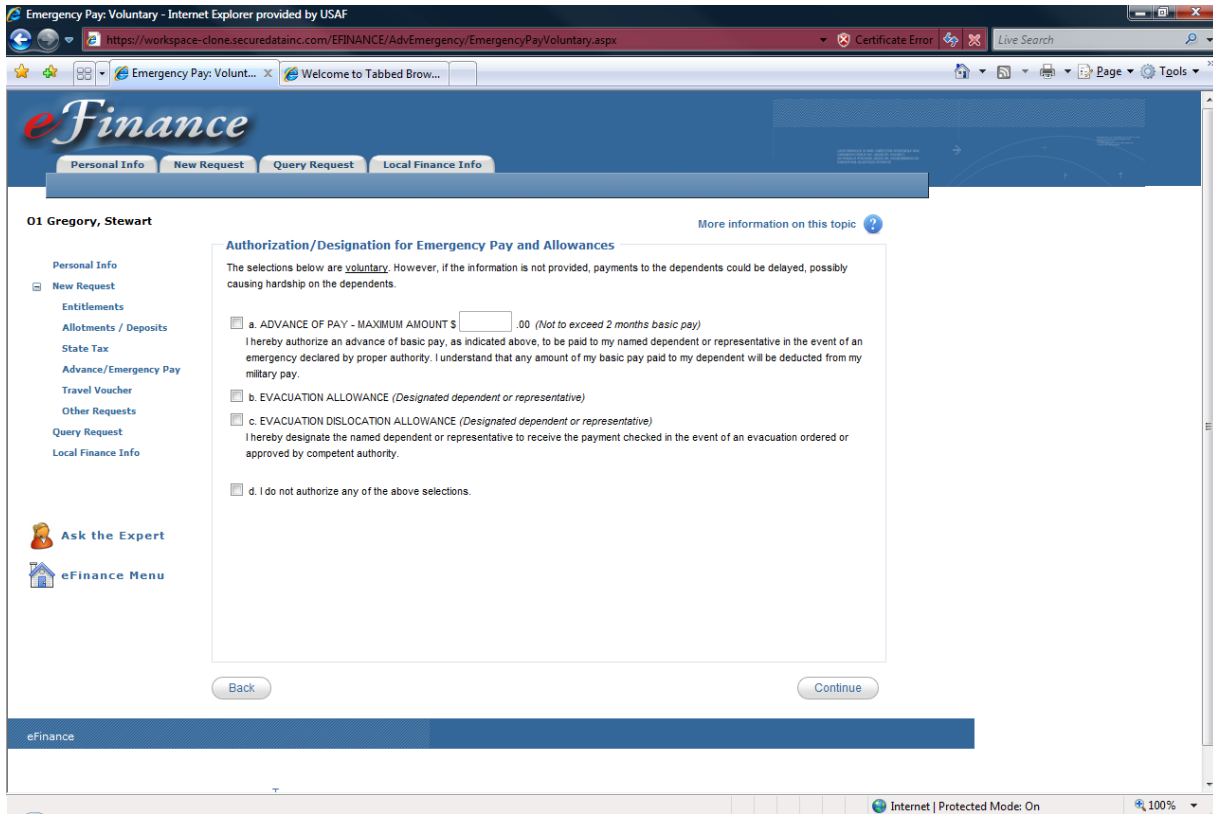 Emergency Pay: Voluntary - Internet Explorer provided by USAF
https://workspace-clone.securedatainc.com/EFINANCE/AdvEmergency/EmergencyPayVoluntary.aspx
Certificate Error
Live Search
Emergency Pay: Volunt...
Welcome to Tabbed Brow...
Page
Tools
eFinance
Personal Info
New Request
Query Request
Local Finance Info
O1 Gregory, Stewart
More information on this topic
Personal Info
New Request
Entitlements
Allotments / Deposits
State Tax
Advance/Emergency Pay
Travel Voucher
Other Requests
Query Request
Local Finance Info
Ask the Expert
eFinance Menu
Authorization/Designation for Emergency Pay and Allowances
The selections below are voluntary. However, if the information is not provided, payments to the dependents could be delayed, possibly
causing hardship on the dependents.
a. ADVANCE OF PAY - MAXIMUM AMOUNT $ .00 (Not to exceed 2 months basic pay)
I hereby authorize an advance of basic pay, as indicated above, to be paid to my named dependent or representative in the event of an
emergency declared by proper authority. I understand that any amount of my basic pay paid to my dependent will be deducted from my
military pay.
b. EVACUATION ALLOWANCE (Designated dependent or representative)
c. EVACUATION DISLOCATION ALLOWANCE (Designated dependent or representative)
I hereby designate the named dependent or representative to receive the payment checked in the event of an evacuation ordered or
approved by competent authority.
d. I do not authorize any of the above selections.
Back
Continue
eFinance
Internet | Protected Mode: On
100%